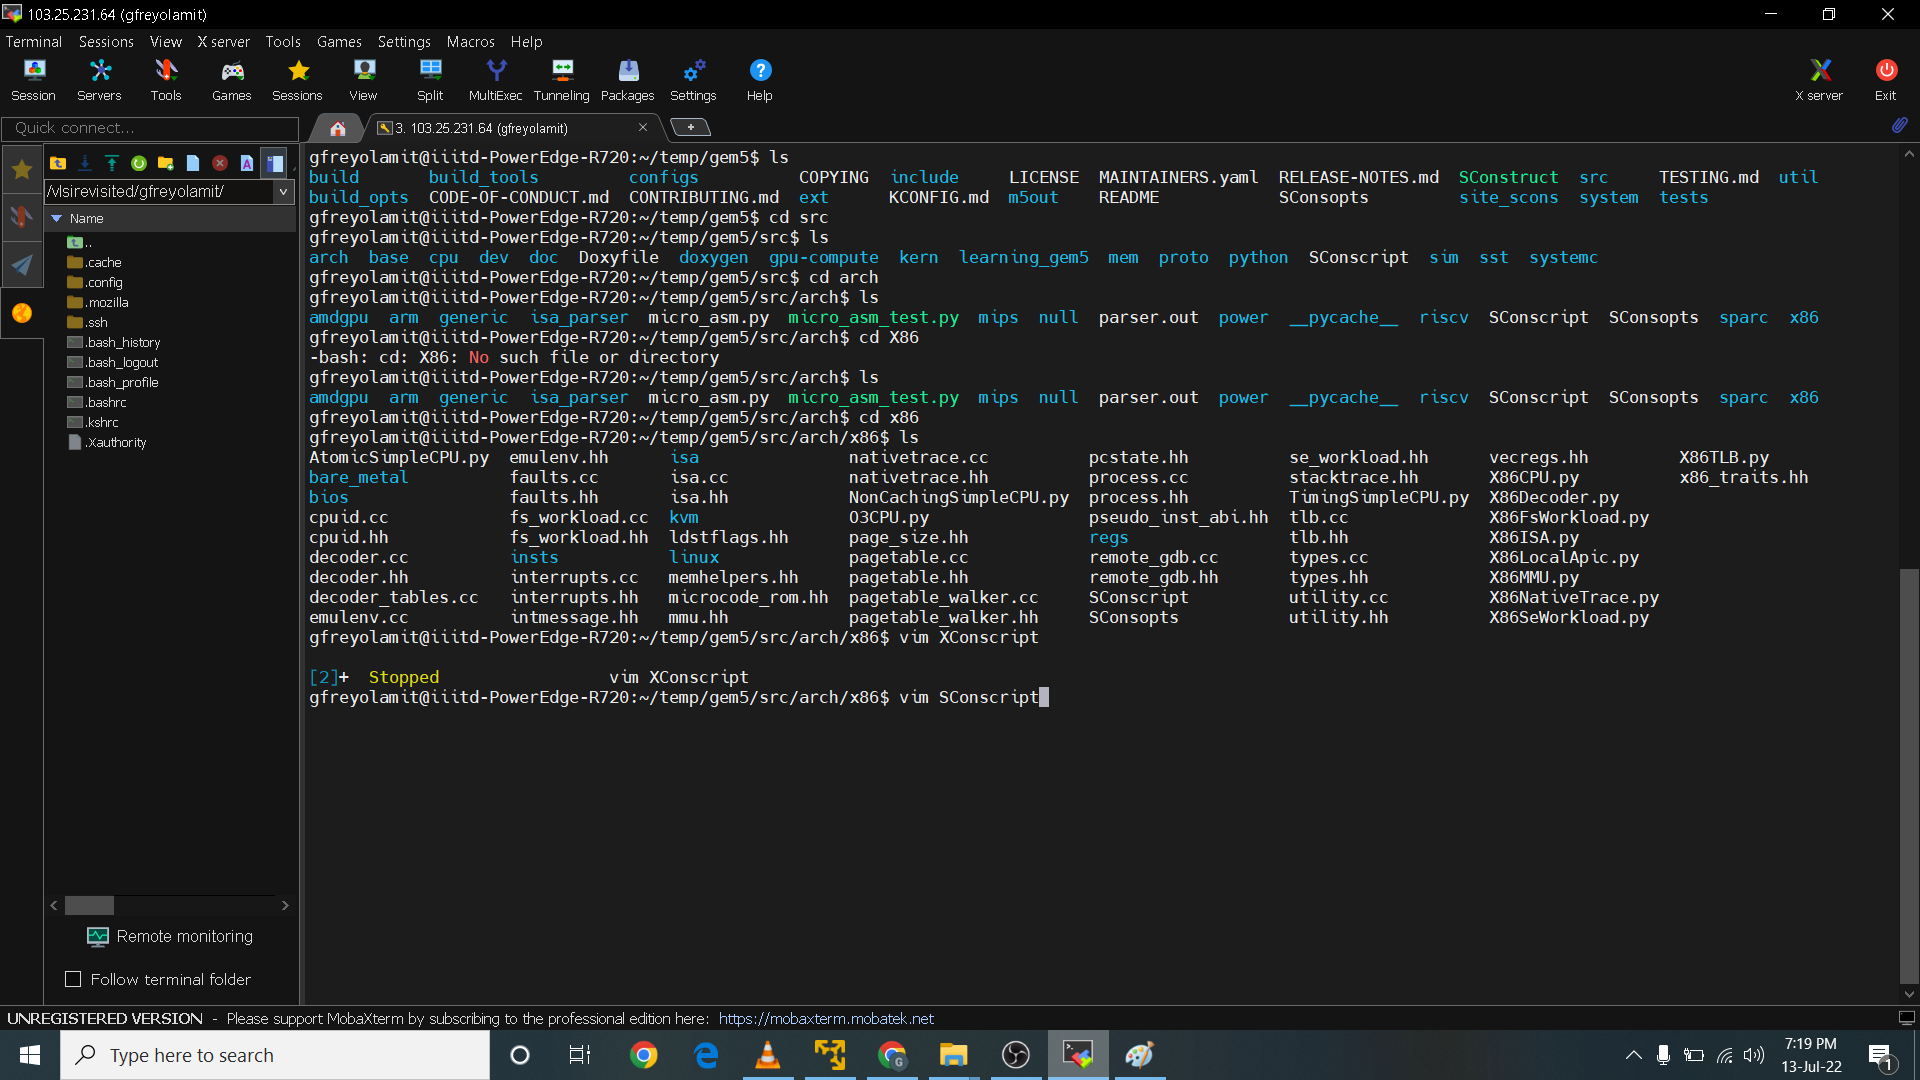 103.25.231.64 (gfreyolamit)
Terminal Sessions View X server Tools Games Settings Macros Help
Session Servers Tools Games Sessions View Split MultiExec Tunneling Packages Settings Help X server Exit
Quick connect...
3. 103.25.231.64 (gfreyolamit)
/vlsirevisited/gfreyolamit/
Name
..
.cache
.config
.mozilla
.ssh
.bash_history
.bash_logout
.bash_profile
.bashrc
.kshrc
.Xauthority
Remote monitoring
Follow terminal folder
gfreyolamit@iiitd-PowerEdge-R720:~/temp/gem5$ ls
build build_tools configs COPYING include LICENSE MAINTAINERS.yaml RELEASE-NOTES.md SConstruct src TESTING.md util
build_opts CODE-OF-CONDUCT.md CONTRIBUTING.md ext KCONFIG.md m5out README SConsopts site_scons system tests
gfreyolamit@iiitd-PowerEdge-R720:~/temp/gem5$ cd src
gfreyolamit@iiitd-PowerEdge-R720:~/temp/gem5/src$ ls
arch base cpu dev doc Doxyfile doxygen gpu-compute kern learning_gem5 mem proto python SConscript sim sst systemc
gfreyolamit@iiitd-PowerEdge-R720:~/temp/gem5/src$ cd arch
gfreyolamit@iiitd-PowerEdge-R720:~/temp/gem5/src/arch$ ls
amdgpu arm generic isa_parser micro_asm.py micro_asm_test.py mips null parser.out power __pycache__ riscv SConscript SConsopts sparc x86
gfreyolamit@iiitd-PowerEdge-R720:~/temp/gem5/src/arch$ cd X86
-bash: cd: X86: No such file or directory
gfreyolamit@iiitd-PowerEdge-R720:~/temp/gem5/src/arch$ ls
amdgpu arm generic isa_parser micro_asm.py micro_asm_test.py mips null parser.out power __pycache__ riscv SConscript SConsopts sparc x86
gfreyolamit@iiitd-PowerEdge-R720:~/temp/gem5/src/arch$ cd x86
gfreyolamit@iiitd-PowerEdge-R720:~/temp/gem5/src/arch/x86$ ls
AtomicSimpleCPU.py emulenv.hh isa nativetrace.cc pcstate.hh se_workload.hh vecregs.hh X86TLB.py
bare_metal faults.cc isa.cc nativetrace.hh process.cc stacktrace.hh X86CPU.py x86_traits.hh
bios faults.hh isa.hh NonCachingSimpleCPU.py process.hh TimingSimpleCPU.py X86Decoder.py
cpuid.cc fs_workload.cc kvm O3CPU.py pseudo_inst_abi.hh tlb.cc X86FsWorkload.py
cpuid.hh fs_workload.hh ldstflags.hh page_size.hh regs tlb.hh X86ISA.py
decoder.cc insts linux pagetable.cc remote_gdb.cc types.cc X86LocalApic.py
decoder.hh interrupts.cc memhelpers.hh pagetable.hh remote_gdb.hh types.hh X86MMU.py
decoder_tables.cc interrupts.hh microcode_rom.hh pagetable_walker.cc SConscript utility.cc X86NativeTrace.py
emulenv.cc intmessage.hh mmu.hh pagetable_walker.hh SConsopts utility.hh X86SeWorkload.py
gfreyolamit@iiitd-PowerEdge-R720:~/temp/gem5/src/arch/x86$ vim XConscript
[2]+ Stopped vim XConscript
gfreyolamit@iiitd-PowerEdge-R720:~/temp/gem5/src/arch/x86$ vim SConscript
UNREGISTERED VERSION - Please support MobaXterm by subscribing to the professional edition here: https://mobaxterm.mobatek.net
Type here to search
7:19 PM
13-Jul-22
1